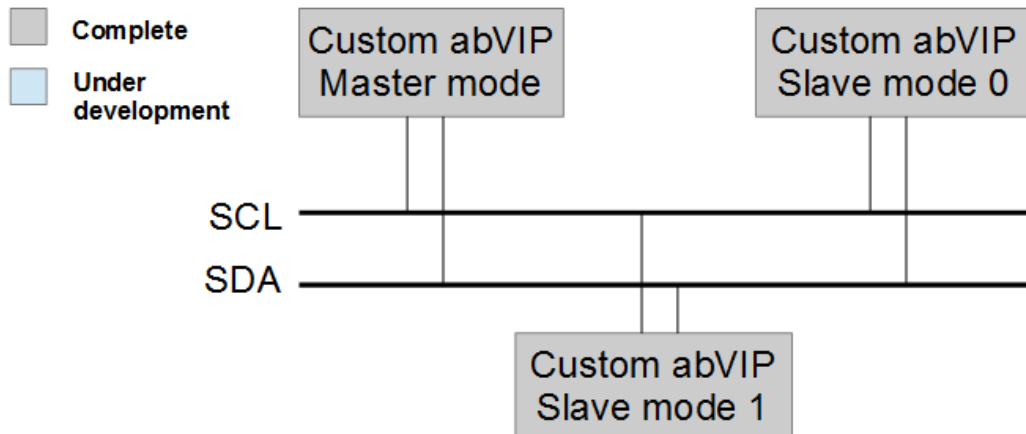 Complete
Under
development
Custom abVIP
Master mode
Custom abVIP
Slave mode 0
SCL
SDA
Custom abVIP
Slave mode 1